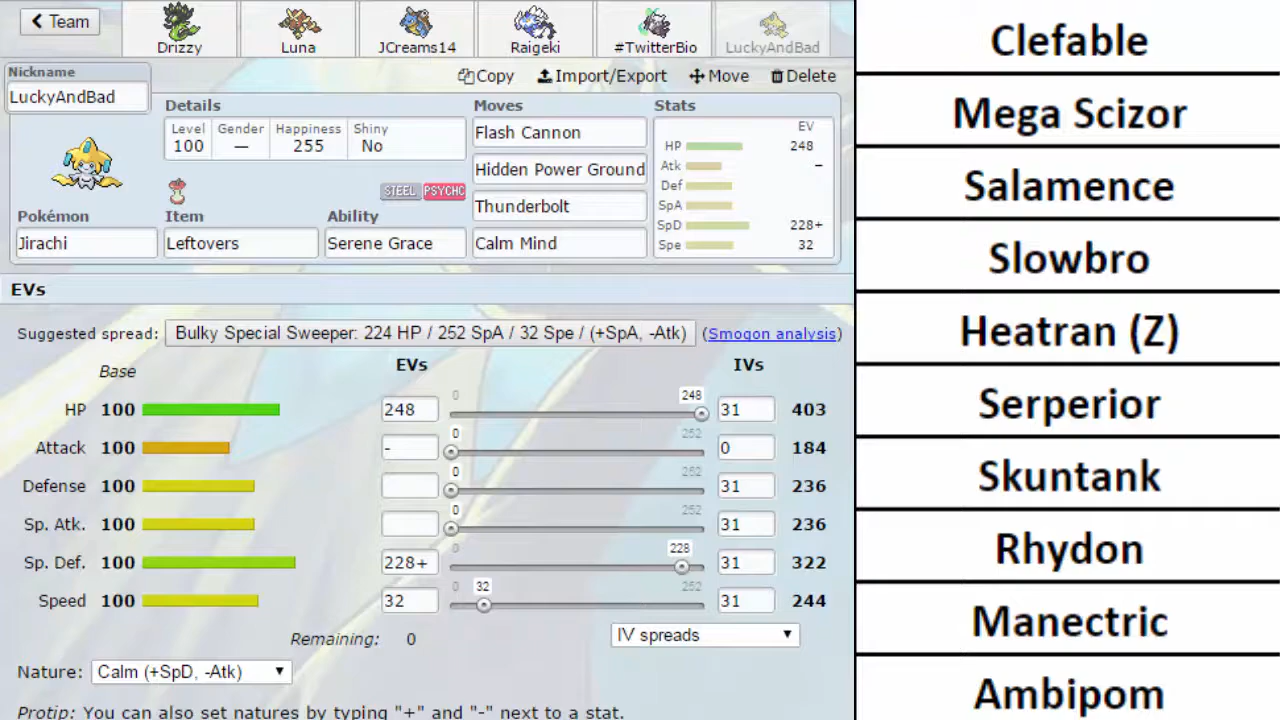 Team
Drizzy
Luna
JCreams14
Raigeki
#TwitterBio
LuckyAndBad
Copy
Import/Export
Move
Delete
Nickname
LuckyAndBad
Details
Level
100
Gender
—
Happiness
255
Shiny
No
STEEL
PSYCHC
Pokémon
Jirachi
Item
Leftovers
Ability
Serene Grace
Moves
Flash Cannon
Hidden Power Ground
Thunderbolt
Calm Mind
Stats
EV
HP 248
Atk –
Def
SpA
SpD 228+
Spe 32
EVs
Suggested spread: Bulky Special Sweeper: 224 HP / 252 SpA / 32 Spe / (+SpA, -Atk) (Smogon analysis)
Base EVs IVs
HP 100 248 0 248 31 403
Attack 100 - 0 252 0 184
Defense 100 0 252 31 236
Sp. Atk. 100 0 252 31 236
Sp. Def. 100 228+ 0 228 31 322
Speed 100 32 0 32 252 31 244
Remaining: 0
IV spreads
Nature: Calm (+SpD, -Atk)
Protip: You can also set natures by typing "+" and "-" next to a stat.
Clefable
Mega Scizor
Salamence
Slowbro
Heatran (Z)
Serperior
Skuntank
Rhydon
Manectric
Ambipom